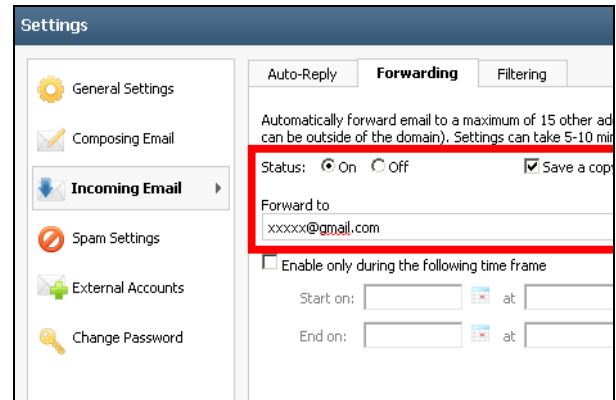 Settings
General Settings
Composing Email
Incoming Email
Spam Settings
External Accounts
Change Password
Auto-Reply Forwarding Filtering
Automatically forward email to a maximum of 15 other ad
can be outside of the domain). Settings can take 5-10 min
Status: On Off Save a copy
Forward to
xxxxx@gmail.com
Enable only during the following time frame
Start on: at
End on: at